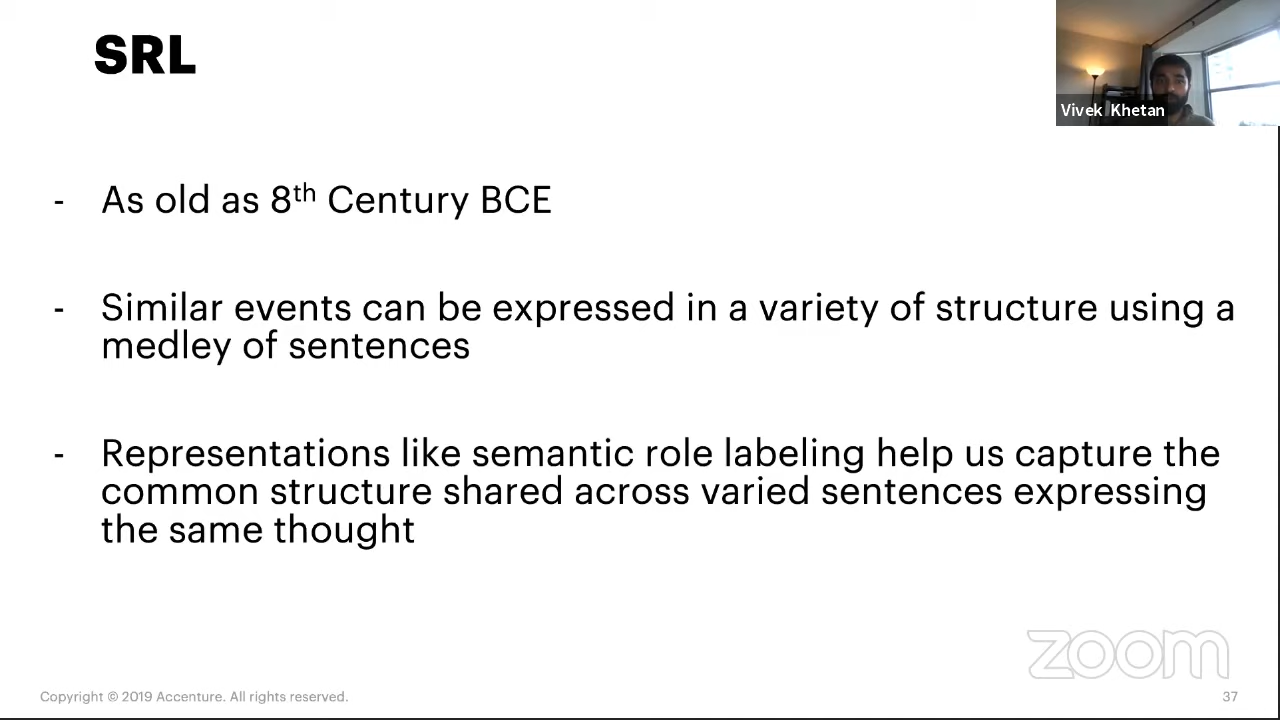 SRL
Vivek Khetan
- As old as 8th Century BCE
- Similar events can be expressed in a variety of structure using a
medley of sentences
- Representations like semantic role labeling help us capture the
common structure shared across varied sentences expressing
the same thought
zoom
Copyright © 2019 Accenture. All rights reserved.
37